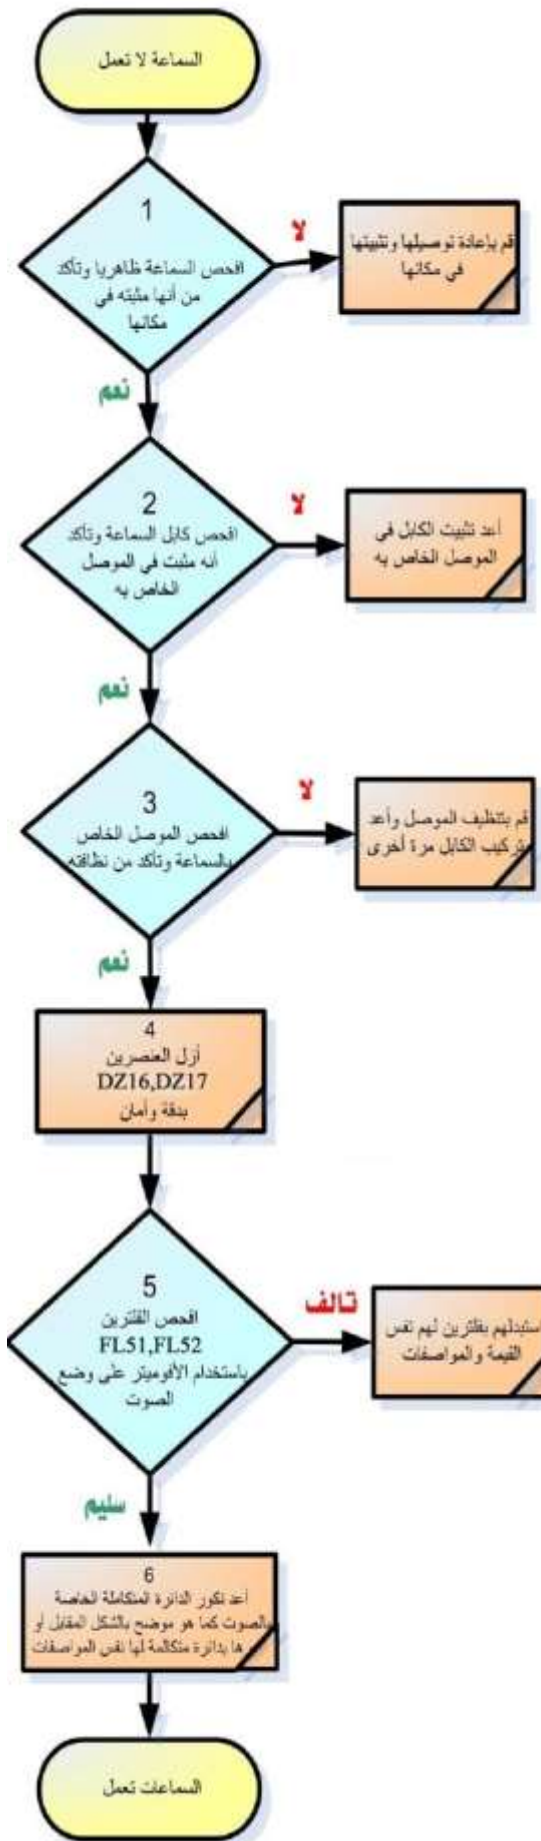 السماعة لا تعمل
1
افحص السماعة ظاهريا وتأكد
من أنها مثبته في
مكانها
لا
قم بإعادة توصيلها وتثبيتها
في مكانها
نعم
2
افحص كابل السماعة وتأكد
أنه مثبت في الموصل
الخاص به
لا
أعد تثبيت الكابل في
الموصل الخاص به
نعم
3
افحص الموصل الخاص
بالسماعة وتأكد من نظافته
لا
قم بتنظيف الموصل وأعد
تركيب الكابل مرة أخرى
نعم
4
أزل العنصرين
DZ16,DZ17
بدقة وأمان
5
افحص الفلترين
FL51,FL52
باستخدام الأفوميتر على وضع
الصوت
تالف
استبدلهم بفلترين لهم نفس
القيمة والمواصفات
سليم
6
أعد تكور الدائرة المتكاملة الخاصة
بالصوت كما هو موضح بالشكل المقابل أو
ها بدائرة متكالمة لها نفس المواصفات
السماعات تعمل